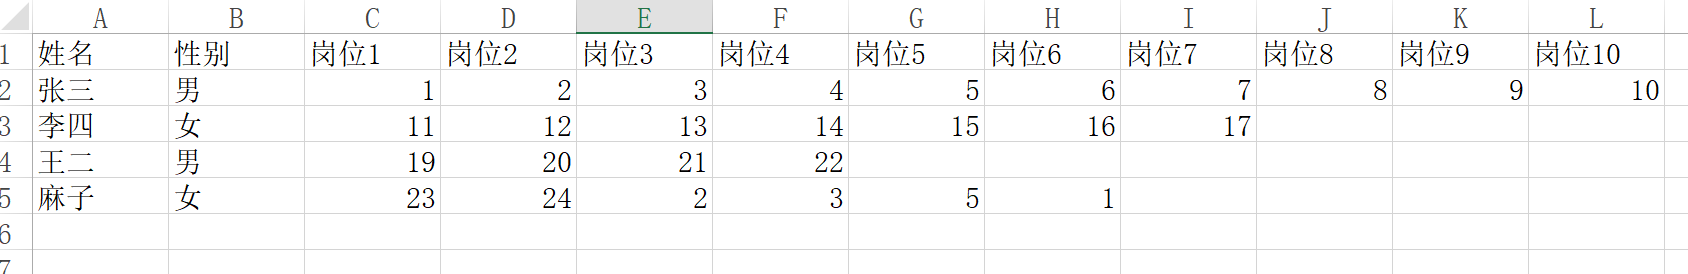 A B C D E F G H I J K L
1 姓名 性别 岗位1 岗位2 岗位3 岗位4 岗位5 岗位6 岗位7 岗位8 岗位9 岗位10
2 张三 男 1 2 3 4 5 6 7 8 9 10
3 李四 女 11 12 13 14 15 16 17
4 王二 男 19 20 21 22
5 麻子 女 23 24 2 3 5 1
6
7